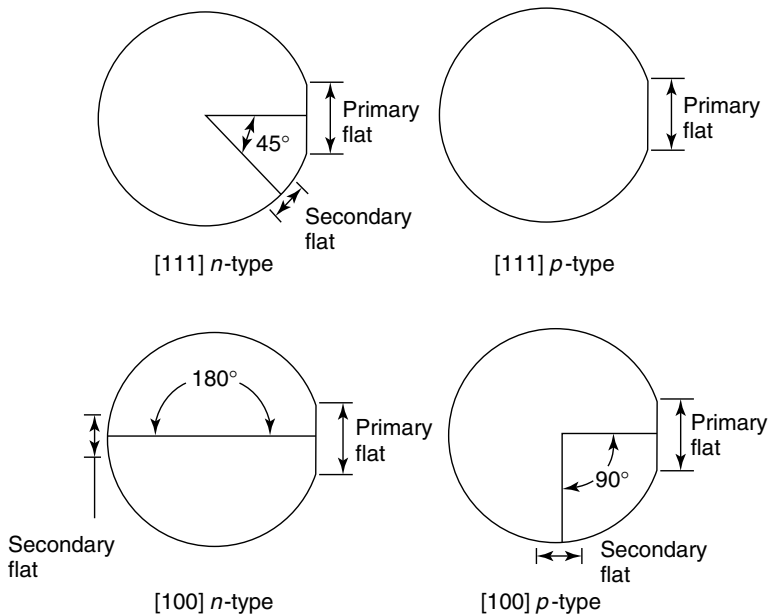 Primary
flat
45°
Secondary
flat
[111] n-type
Primary
flat
[111] p-type
180°
Primary
flat
Secondary
flat
[100] n-type
Primary
flat
90°
Secondary
flat
[100] p-type